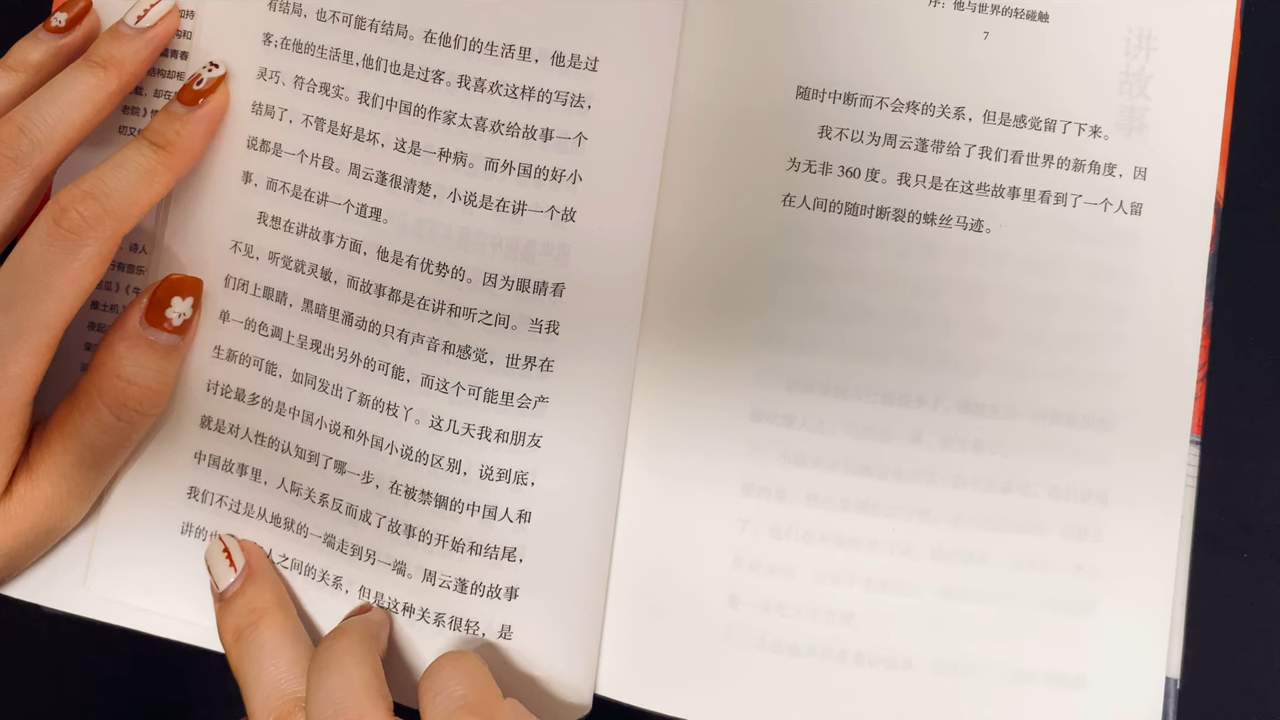 有结局，也不可能有结局。在他们的生活里，他是过
客；在他的生活里，他们也是过客。我喜欢这样的写法，
灵巧、符合现实。我们中国的作家太喜欢给故事一个
结局了，不管是好是坏，这是一种病。而外国的好小
说都是一个片段。周云蓬很清楚，小说是在讲一个故
事，而不是在讲一个道理。
我想在讲故事方面，他是有优势的。因为眼睛看
不见，听觉就灵敏，而故事都是在讲和听之间。当我
们闭上眼睛，黑暗里涌动的只有声音和感觉，世界在
单一的色调上呈现出另外的可能，而这个可能里会产
生新的可能，如同发出了新的枝丫。这几天我和朋友
讨论最多的是中国小说和外国小说的区别，说到底，
就是对人性的认知到了哪一步，在被禁锢的中国人和
中国故事里，人际关系反而成了故事的开始和结尾，
我们不过是从地狱的一端走到另一端。周云蓬的故事
讲的也 人之间的关系，但是这种关系很轻，是
序：他与世界的轻碰触
7
随时中断而不会疼的关系，但是感觉留了下来。
我不以为周云蓬带给了我们看世界的新角度，因
为无非 360 度。我只是在这些故事里看到了一个人留
在人间的随时断裂的蛛丝马迹。
讲故事